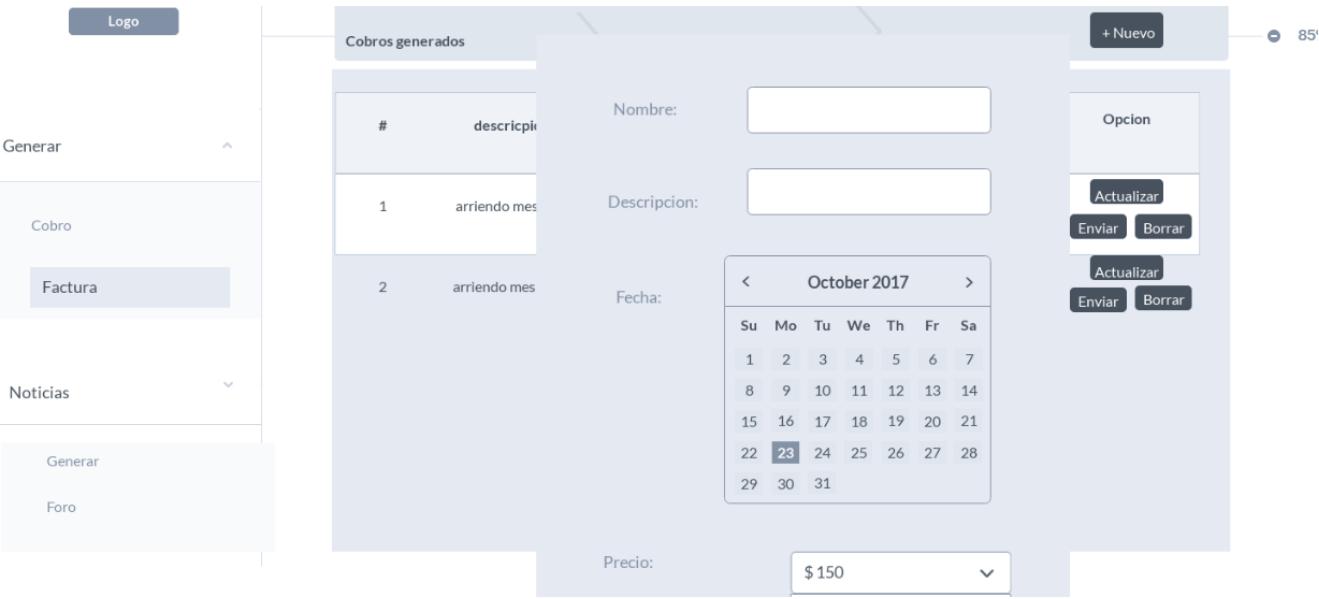 Logo
Cobros generados
+ Nuevo
85
Generar
Cobro
Factura
Noticias
Generar
Foro
# descripi Opcion
1 arriendo mes Actualizar
Enviar Borrar
2 arriendo mes Actualizar
Enviar Borrar
Nombre:
Descripcion:
Fecha:
October 2017
Su Mo Tu We Th Fr Sa
1 2 3 4 5 6 7
8 9 10 11 12 13 14
15 16 17 18 19 20 21
22 23 24 25 26 27 28
29 30 31
Precio:
$ 150